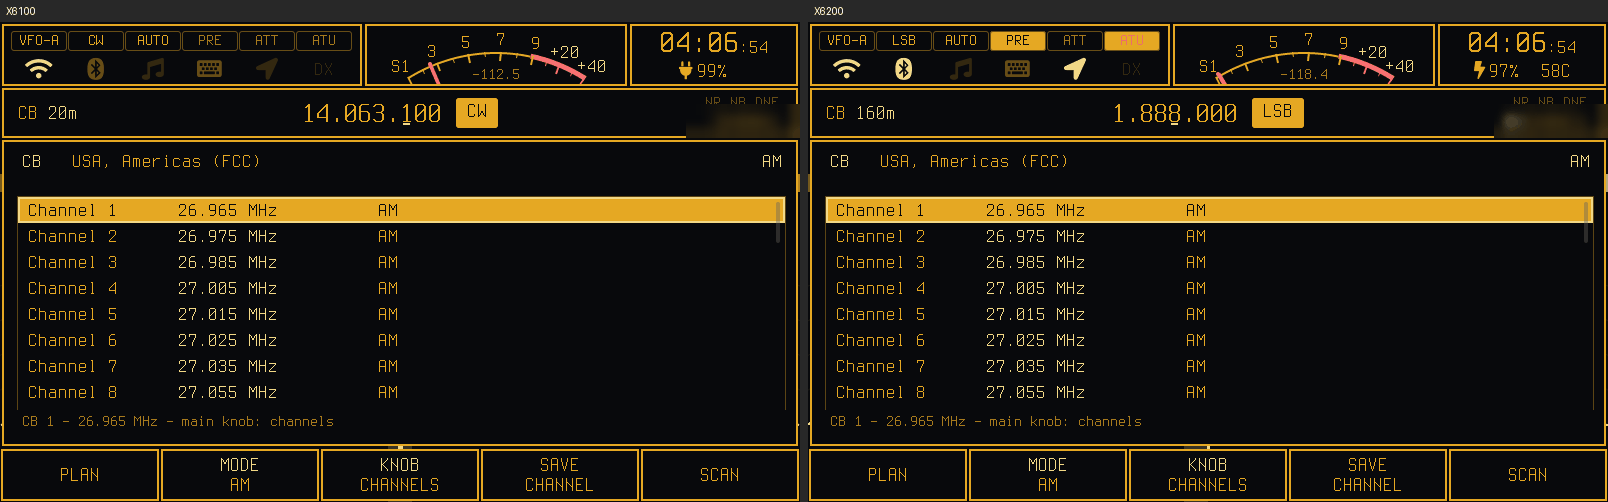 X6100
VFO-A CW AUTO PRE ATT ATU
DX
S1 3 5 7 9 +20 +40
-112.5
04:06:54
99%
CB 20m 14.063.100 CW
NR NB DNF
CB USA, Americas (FCC) AM
Channel 1 26.965 MHz AM
Channel 2 26.975 MHz AM
Channel 3 26.985 MHz AM
Channel 4 27.005 MHz AM
Channel 5 27.015 MHz AM
Channel 6 27.025 MHz AM
Channel 7 27.035 MHz AM
Channel 8 27.055 MHz AM
CB 1 - 26.965 MHz - main knob: channels
PLAN
MODE
AM
KNOB
CHANNELS
SAVE
CHANNEL
SCAN
X6200
VFO-A LSB AUTO PRE ATT ATU
DX
S1 3 5 7 9 +20 +40
-118.4
04:06:54
97% 58C
CB 160m 1.888.000 LSB
NR NB DNF
CB USA, Americas (FCC) AM
Channel 1 26.965 MHz AM
Channel 2 26.975 MHz AM
Channel 3 26.985 MHz AM
Channel 4 27.005 MHz AM
Channel 5 27.015 MHz AM
Channel 6 27.025 MHz AM
Channel 7 27.035 MHz AM
Channel 8 27.055 MHz AM
CB 1 - 26.965 MHz - main knob: channels
PLAN
MODE
AM
KNOB
CHANNELS
SAVE
CHANNEL
SCAN